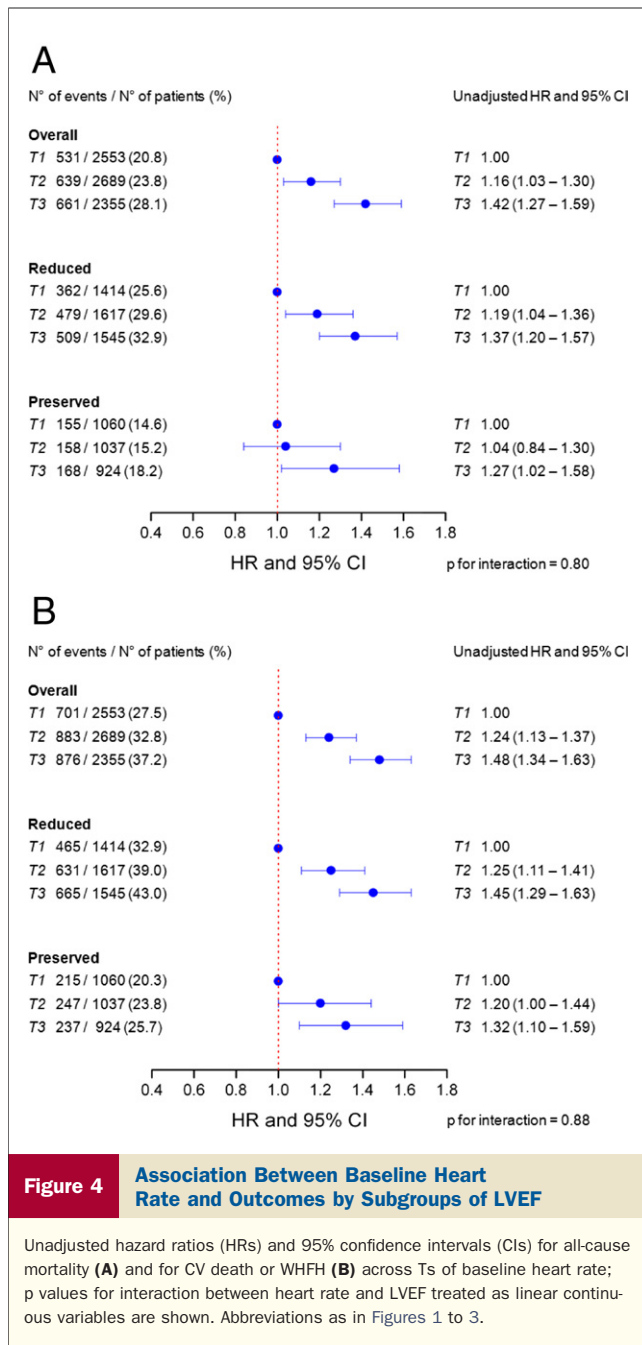 A
N° of events / N° of patients (%) Unadjusted HR and 95% CI
Overall
T1 531 / 2553 (20.8) T1 1.00
T2 639 / 2689 (23.8) T2 1.16 (1.03 – 1.30)
T3 661 / 2355 (28.1) T3 1.42 (1.27 – 1.59)
Reduced
T1 362 / 1414 (25.6) T1 1.00
T2 479 / 1617 (29.6) T2 1.19 (1.04 – 1.36)
T3 509 / 1545 (32.9) T3 1.37 (1.20 – 1.57)
Preserved
T1 155 / 1060 (14.6) T1 1.00
T2 158 / 1037 (15.2) T2 1.04 (0.84 – 1.30)
T3 168 / 924 (18.2) T3 1.27 (1.02 – 1.58)
0.4 0.6 0.8 1.0 1.2 1.4 1.6 1.8
HR and 95% CI p for interaction = 0.80
B
N° of events / N° of patients (%) Unadjusted HR and 95% CI
Overall
T1 701 / 2553 (27.5) T1 1.00
T2 883 / 2689 (32.8) T2 1.24 (1.13 – 1.37)
T3 876 / 2355 (37.2) T3 1.48 (1.34 – 1.63)
Reduced
T1 465 / 1414 (32.9) T1 1.00
T2 631 / 1617 (39.0) T2 1.25 (1.11 – 1.41)
T3 665 / 1545 (43.0) T3 1.45 (1.29 – 1.63)
Preserved
T1 215 / 1060 (20.3) T1 1.00
T2 247 / 1037 (23.8) T2 1.20 (1.00 – 1.44)
T3 237 / 924 (25.7) T3 1.32 (1.10 – 1.59)
0.4 0.6 0.8 1.0 1.2 1.4 1.6 1.8
HR and 95% CI p for interaction = 0.88
Figure 4 Association Between Baseline Heart
Rate and Outcomes by Subgroups of LVEF
Unadjusted hazard ratios (HRs) and 95% confidence intervals (CIs) for all-cause
mortality (A) and for CV death or WHFH (B) across Ts of baseline heart rate;
p values for interaction between heart rate and LVEF treated as linear continu-
ous variables are shown. Abbreviations as in Figures 1 to 3.